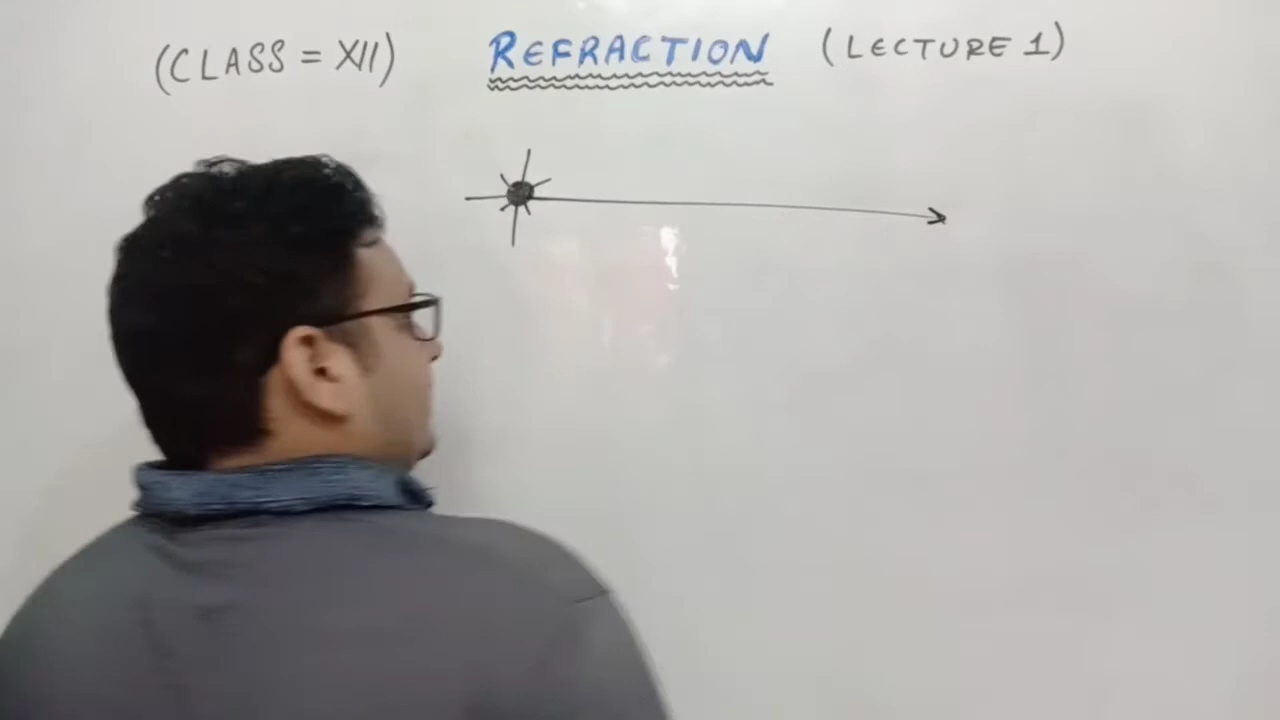 (CLASS = XII) REFRACTION (LECTURE 1)